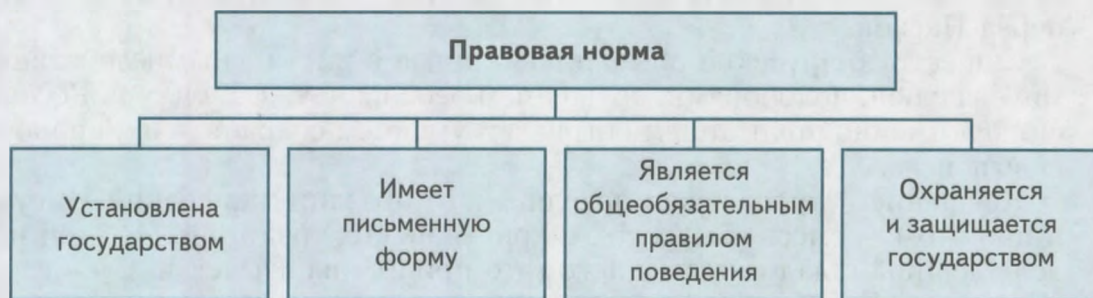 Правовая норма
Установлена
государством
Имеет
письменную
форму
Является
общеобязательным
правилом
поведения
Охраняется
и защищается
государством